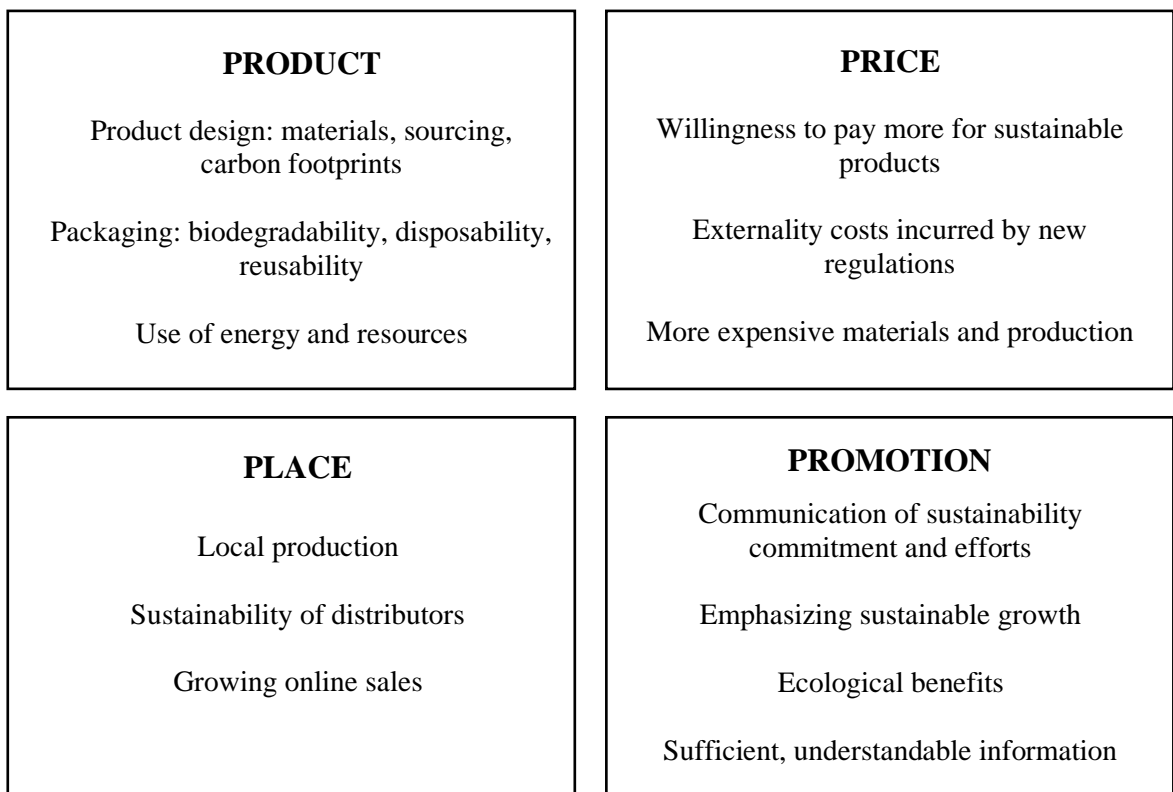 PRODUCT
Product design: materials, sourcing,
carbon footprints
Packaging: biodegradability, disposability,
reusability
Use of energy and resources
PRICE
Willingness to pay more for sustainable
products
Externality costs incurred by new
regulations
More expensive materials and production
PLACE
Local production
Sustainability of distributors
Growing online sales
PROMOTION
Communication of sustainability
commitment and efforts
Emphasizing sustainable growth
Ecological benefits
Sufficient, understandable information